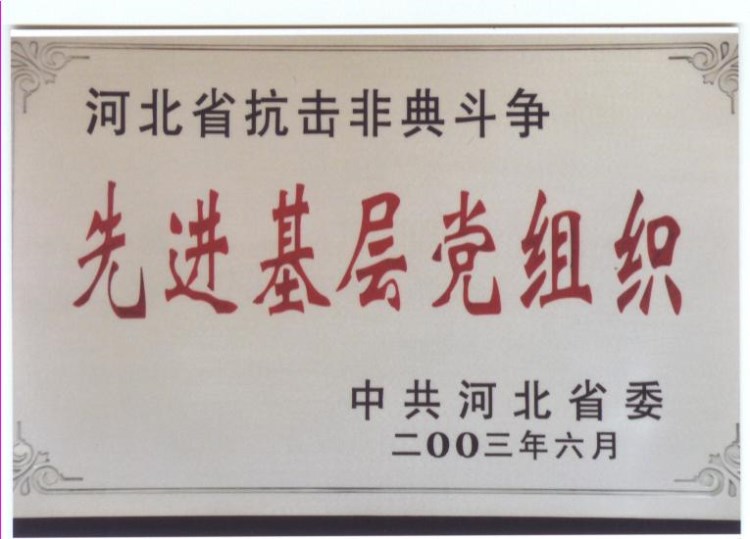 河北省抗击非典斗争
先进基层党组织
中共河北省委
二00三年六月